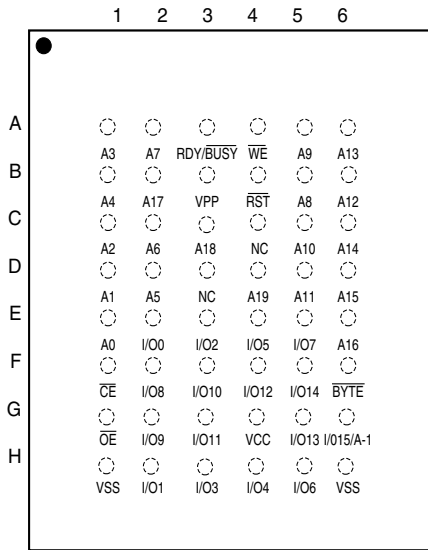 1 2 3 4 5 6
A
A3 A7 RDY/BUSY WE A9 A13
B
A4 A17 VPP RST A8 A12
C
A2 A6 A18 NC A10 A14
D
A1 A5 NC A19 A11 A15
E
A0 I/O0 I/O2 I/O5 I/O7 A16
F
CE I/O8 I/O10 I/O12 I/O14 BYTE
G
OE I/O9 I/O11 VCC I/O13 I/015/A-1
H
VSS I/O1 I/O3 I/O4 I/O6 VSS